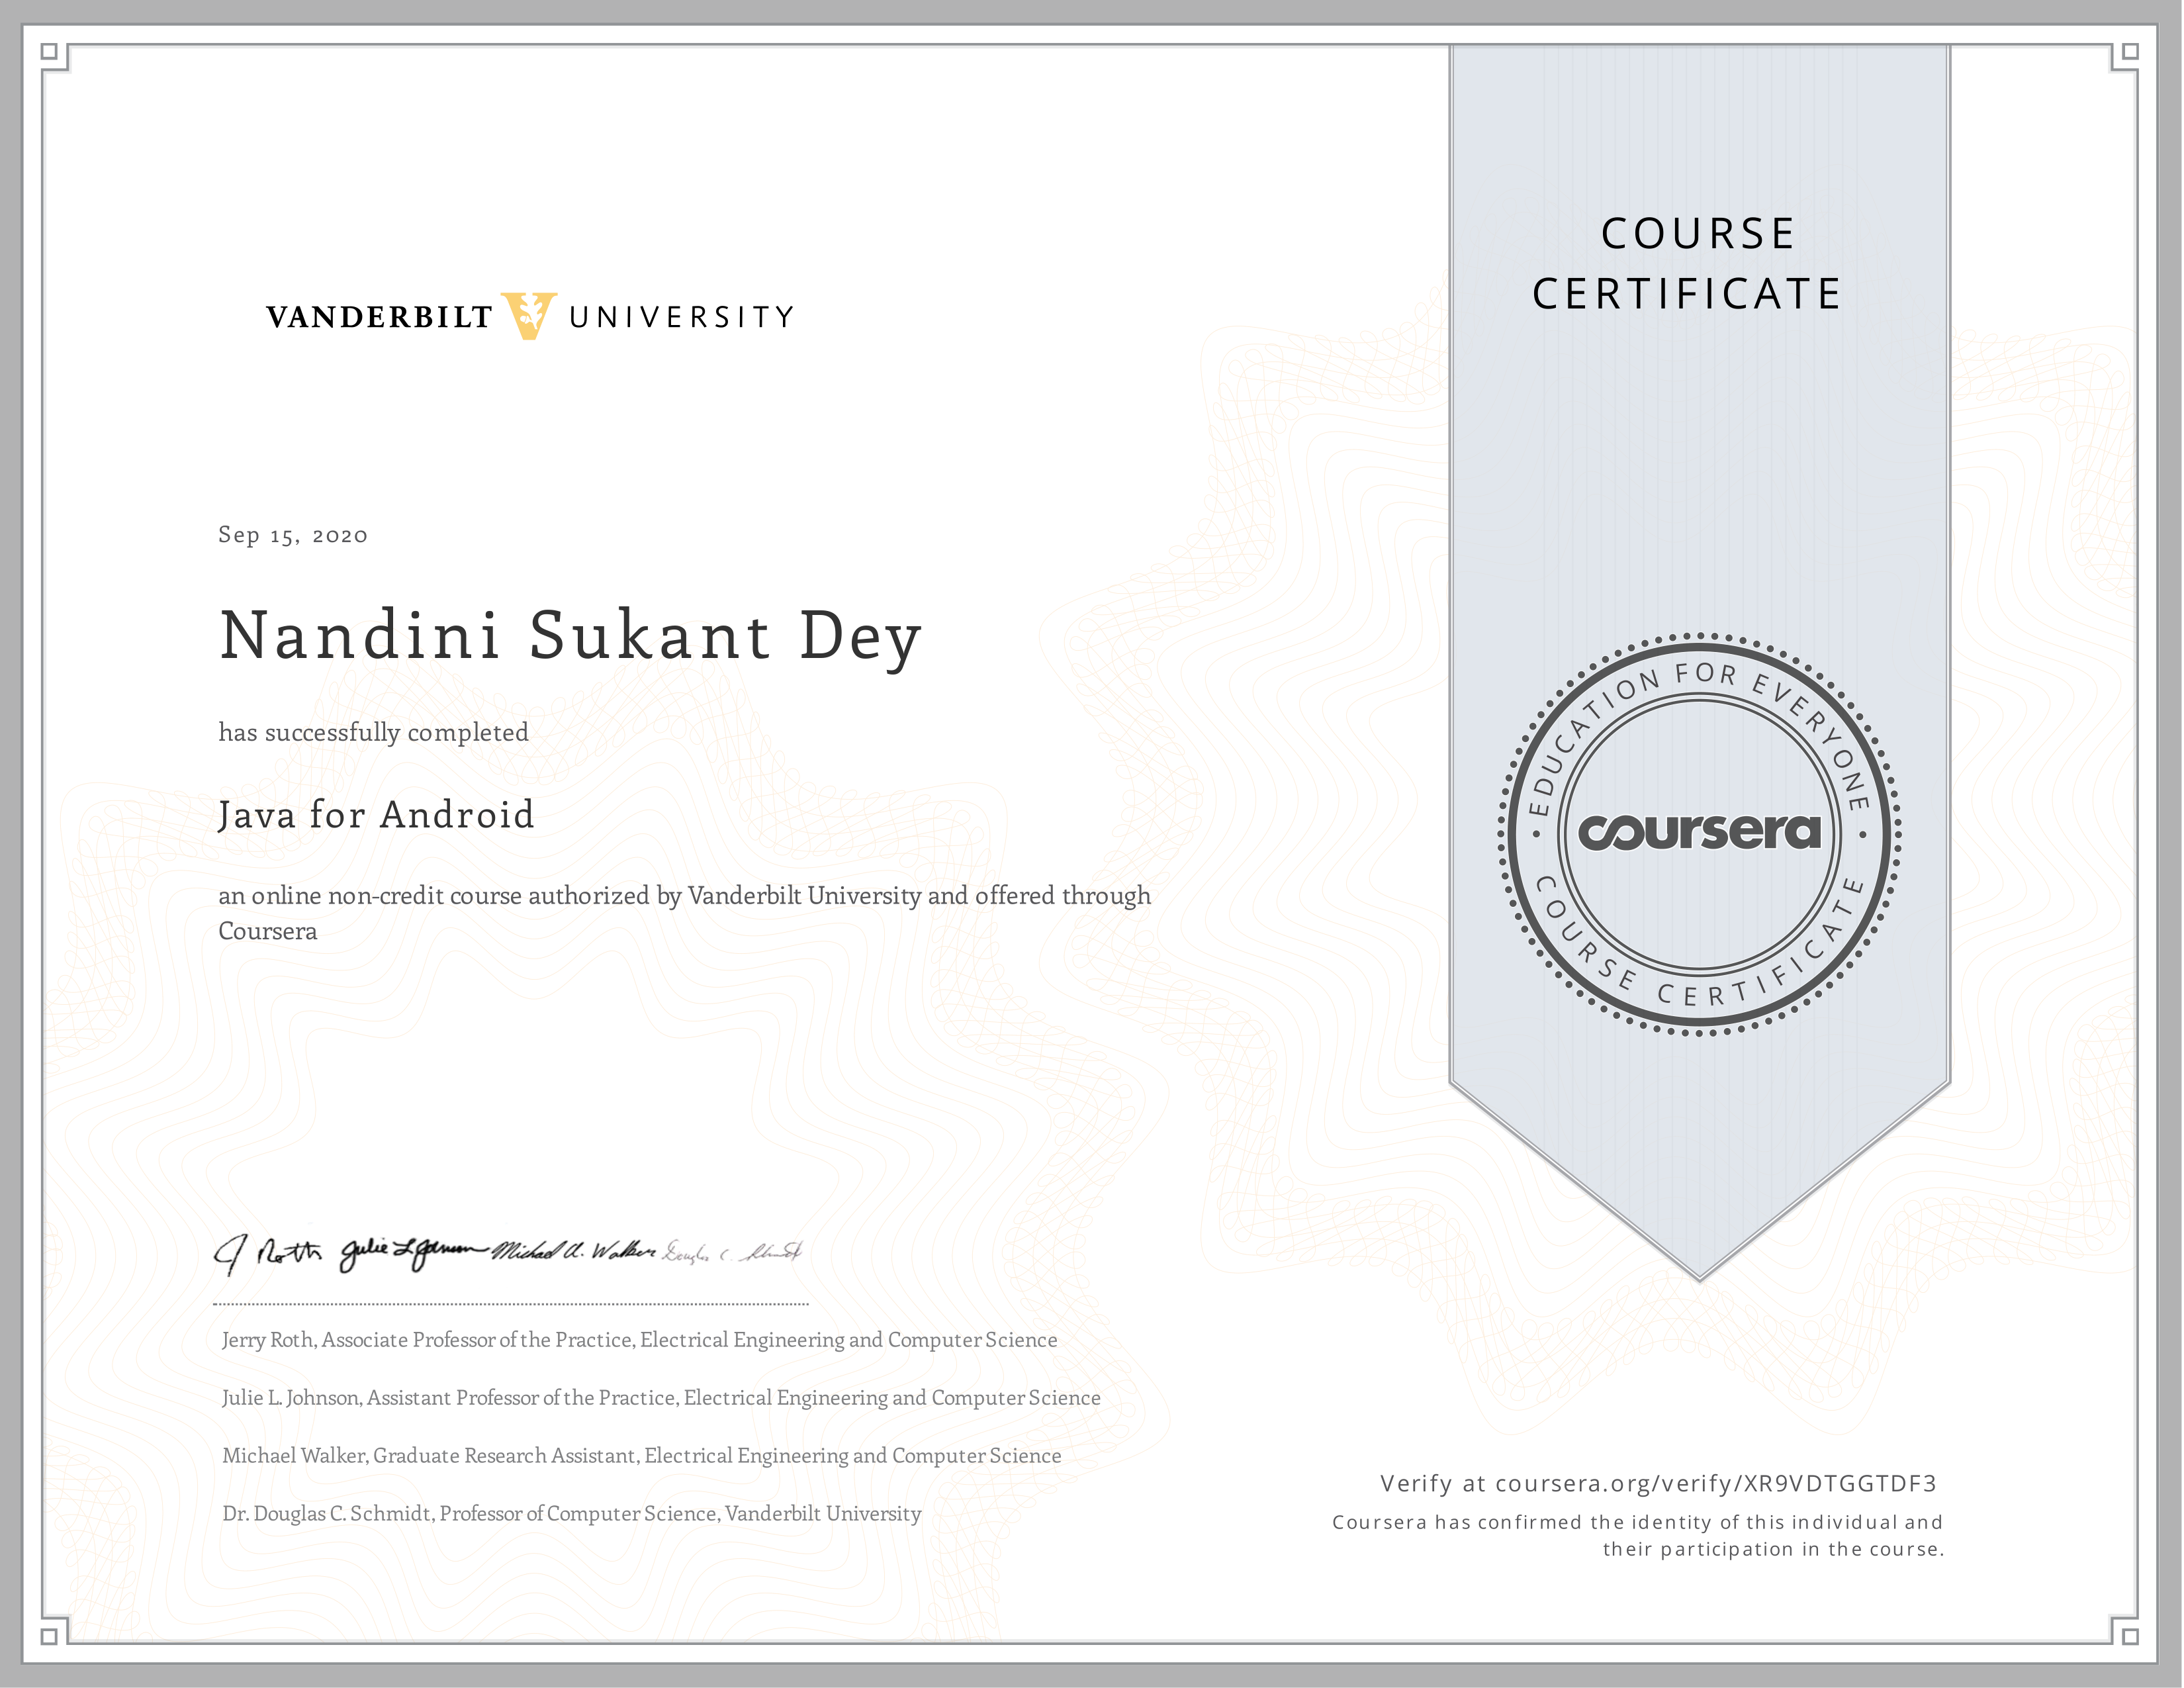 VANDERBILT V UNIVERSITY
COURSE
CERTIFICATE
Sep 15, 2020
Nandini Sukant Dey
has successfully completed
Java for Android
an online non-credit course authorized by Vanderbilt University and offered through
Coursera
EDUCATION FOR EVERYONE
coursera
COURSE CERTIFICATE
J Roth Julie L Johnson Michael A. Walker Douglas C. Schmidt
Jerry Roth, Associate Professor of the Practice, Electrical Engineering and Computer Science
Julie L. Johnson, Assistant Professor of the Practice, Electrical Engineering and Computer Science
Michael Walker, Graduate Research Assistant, Electrical Engineering and Computer Science
Dr. Douglas C. Schmidt, Professor of Computer Science, Vanderbilt University
Verify at coursera.org/verify/XR9VDTGGTDF3
Coursera has confirmed the identity of this individual and
their participation in the course.